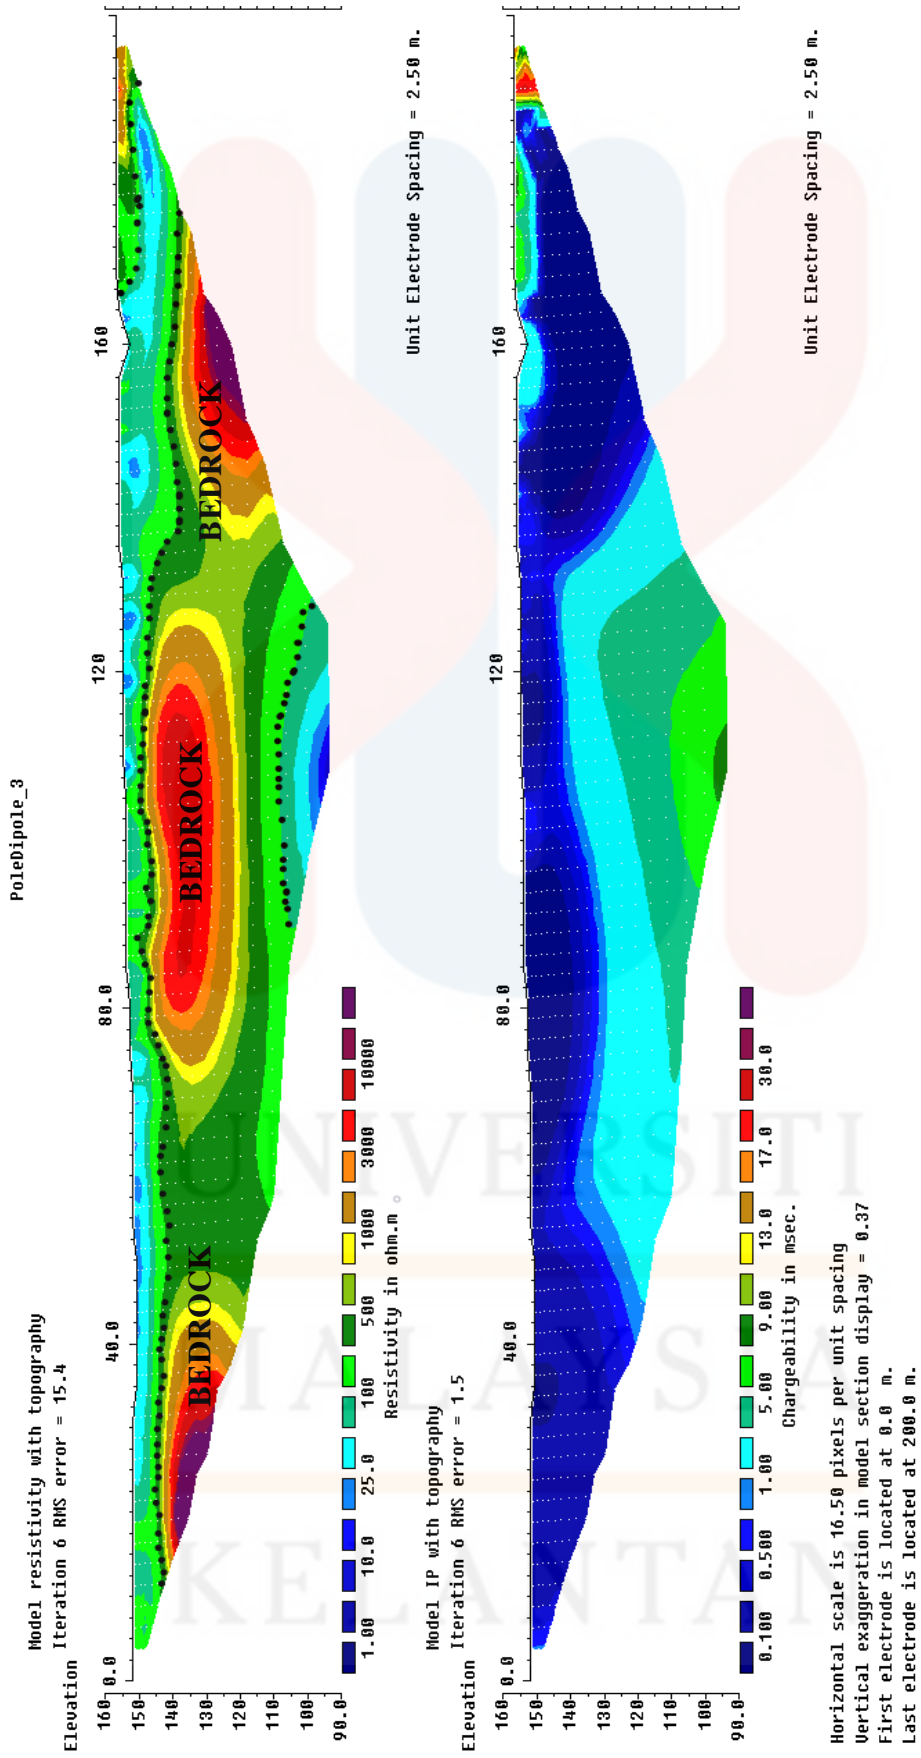 PoleDipole_3
Model resistivity with topography
Iteration 6 RMS error = 15.4
Elevation
0.0 40.0 80.0 120 160
160
150
140
130
120
110
100
90.0
BEDROCK BEDROCK BEDROCK
1.00 10.0 25.0 100 500 1000 3000 10000
Resistivity in ohm.m
Unit Electrode Spacing = 2.50 m.
Model IP with topography
Iteration 6 RMS error = 1.5
Elevation
0.0 40.0 80.0 120 160
160
150
140
130
120
110
100
90.0
0.100 0.500 1.00 5.00 9.00 13.0 17.0 30.0
Chargeability in msec.
Unit Electrode Spacing = 2.50 m.
Horizontal scale is 16.50 pixels per unit spacing
Vertical exaggeration in model section display = 0.37
First electrode is located at 0.0 m.
Last electrode is located at 200.0 m.
UNIVERSITI
MALAYSIA
KELANTAN